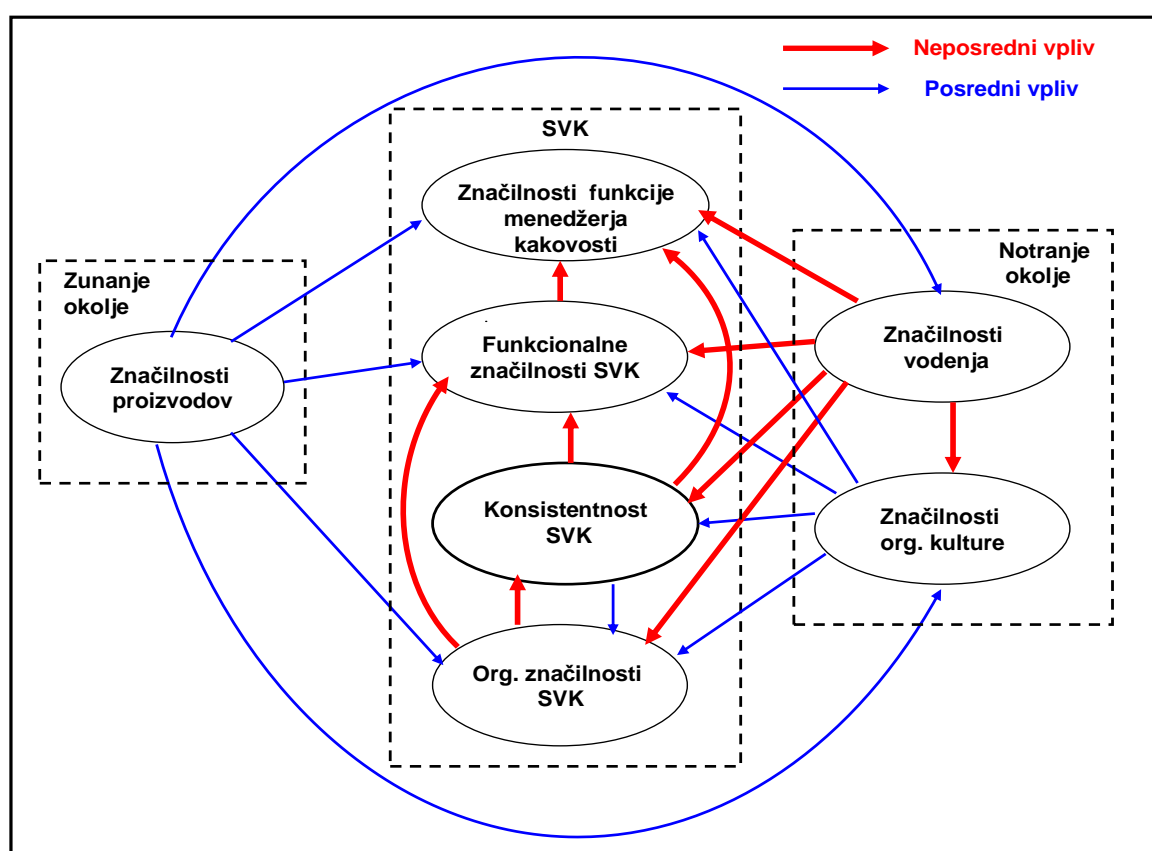 Neposredni vpliv
Posredni vpliv
SVK
Značilnosti funkcije
menedžerja
kakovosti
Zunanje
okolje
Notranje
okolje
Značilnosti
proizvodov
Funkcionalne
značilnosti SVK
Značilnosti
vodenja
Konsistentnost
SVK
Značilnosti
org. kulture
Org. značilnosti
SVK